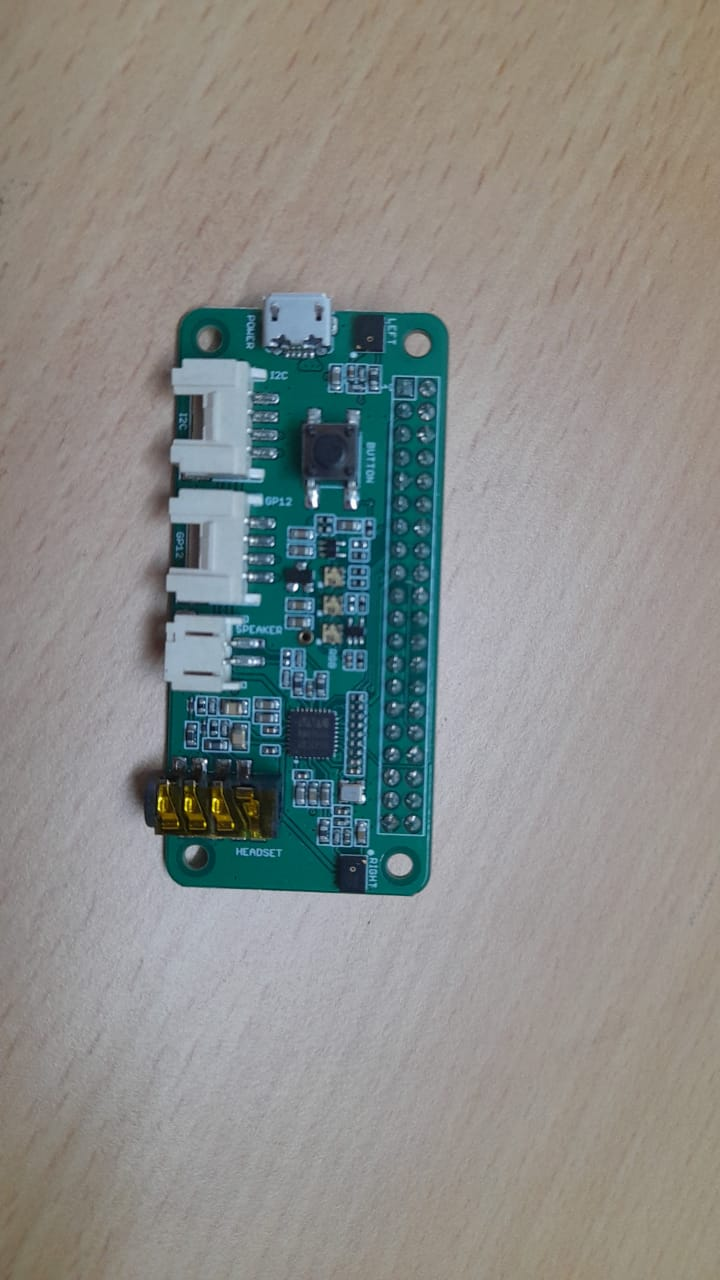 POWER
LEFT
I2C
I2C
BUTTON
GP12
GP12
SPEAKER
RGB
HEADSET
RIGHT